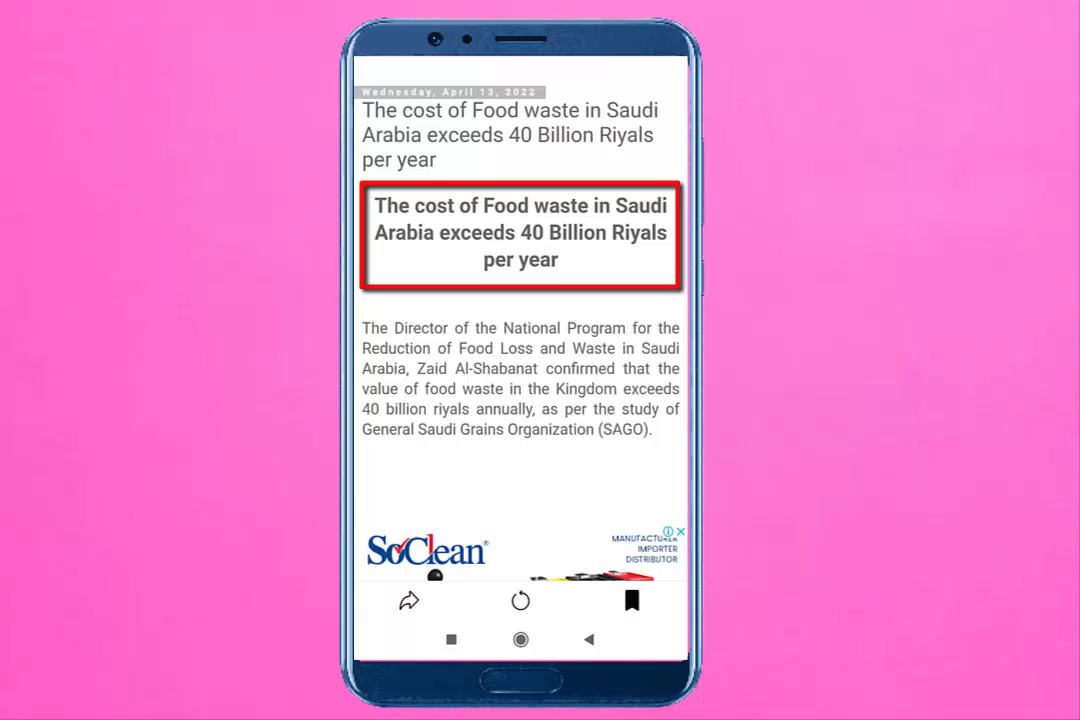 Wednesday, April 13, 2022
The cost of Food waste in Saudi
Arabia exceeds 40 Billion Riyals
per year
The cost of Food waste in Saudi
Arabia exceeds 40 Billion Riyals
per year
The Director of the National Program for the
Reduction of Food Loss and Waste in Saudi
Arabia, Zaid Al-Shabanat confirmed that the
value of food waste in the Kingdom exceeds
40 billion riyals annually, as per the study of
General Saudi Grains Organization (SAGO).
SoClean®
MANUFACTURER
IMPORTER
DISTRIBUTOR